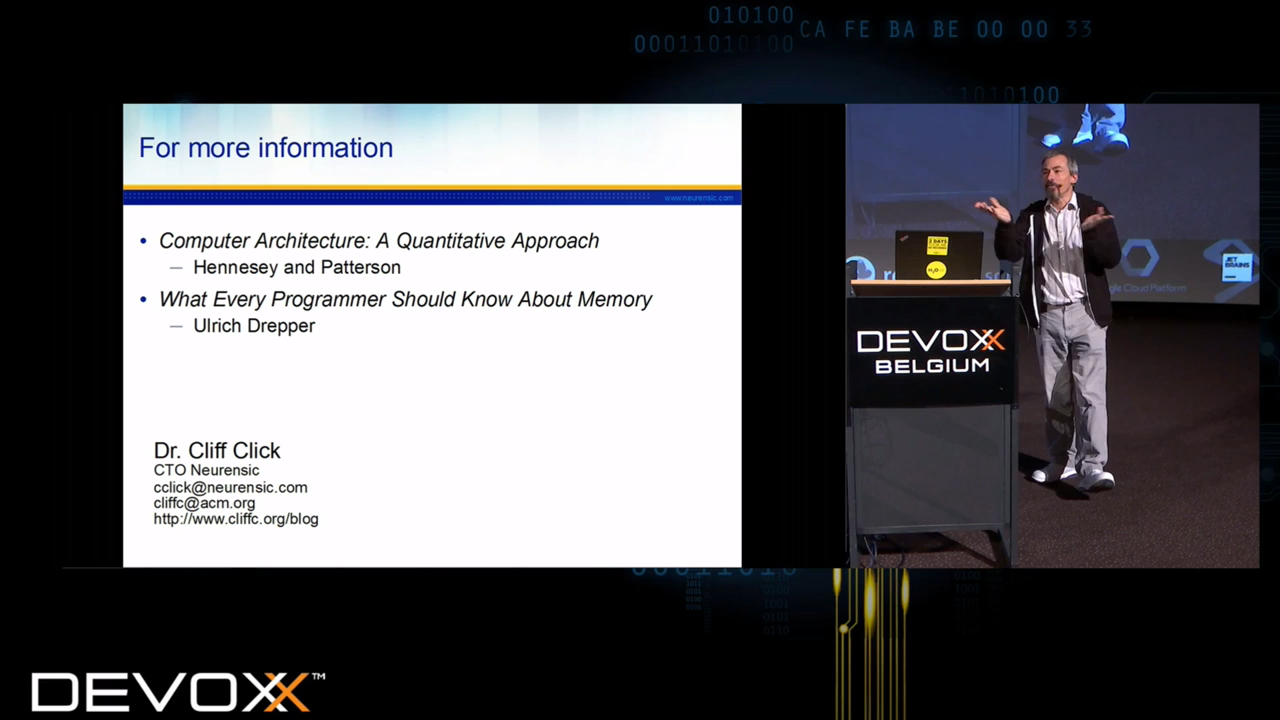 010100
00011010100
CA FE BA BE 00 00 33
1010100
For more information
www.neurensic.com
• Computer Architecture: A Quantitative Approach
— Hennesey and Patterson
• What Every Programmer Should Know About Memory
— Ulrich Drepper
Dr. Cliff Click
CTO Neurensic
cclick@neurensic.com
cliffc@acm.org
http://www.cliffc.org/blog
JET
BRAINS
Cloud Platform
H2O
DEVOXX
BELGIUM
DEVOXX™